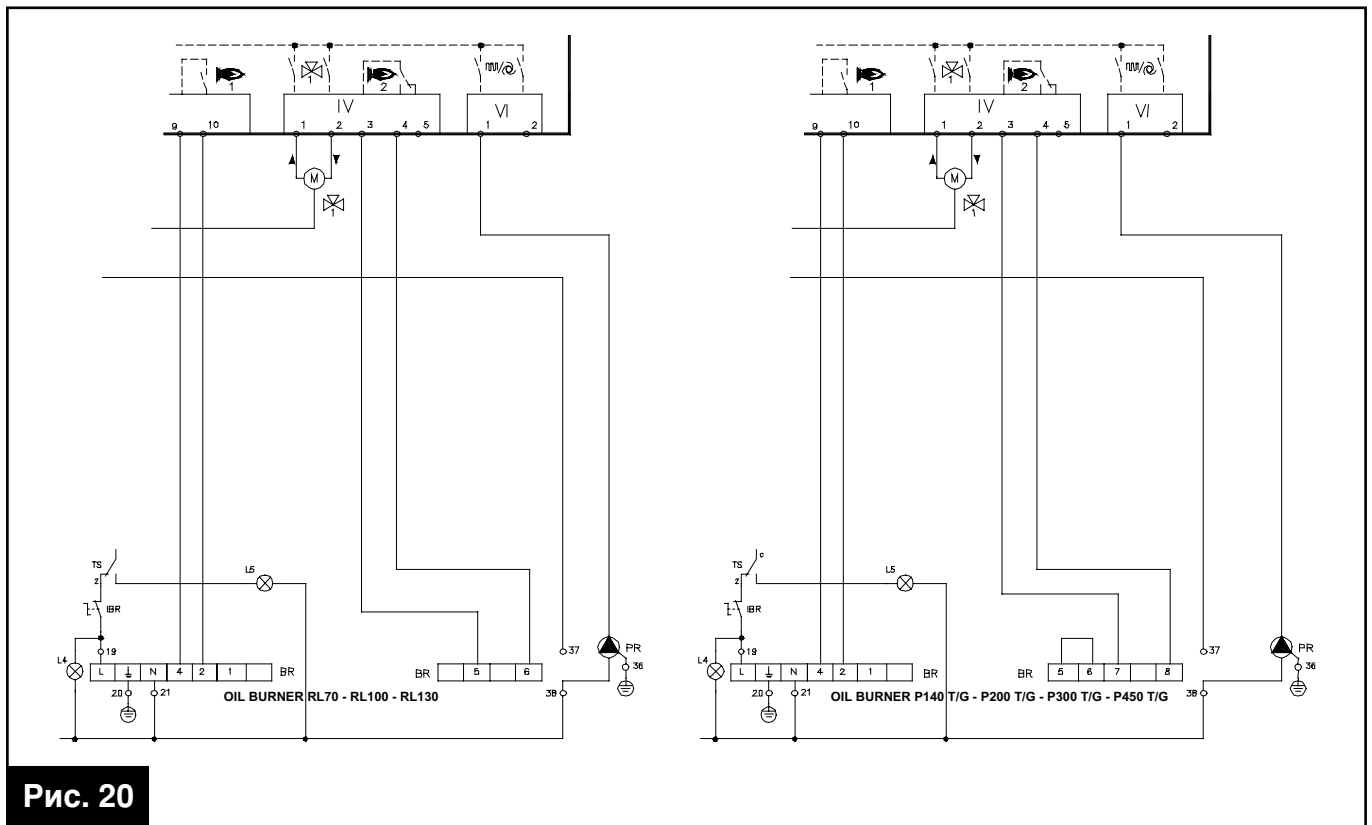 1 2 1 2
IV VI IV VI
9 10 1 2 3 4 5 1 2 9 10 1 2 3 4 5 1 2
M M
1 1
TS TS c
2 L5 2 L5
IBR IBR
L4 19 37 PR L4 19 37 PR
L N 4 2 1 BR BR 5 6 36 L N 4 2 1 BR BR 5 6 7 8 36
20 21 38 20 21 38
OIL BURNER RL70 - RL100 - RL130
OIL BURNER P140 T/G - P200 T/G - P300 T/G - P450 T/G
Рис. 20